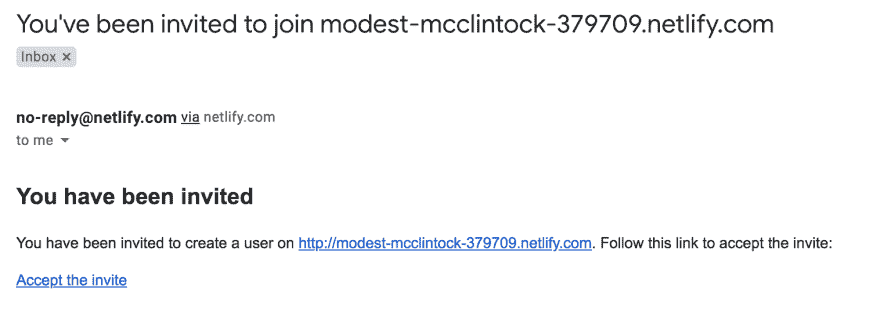 You've been invited to join modest-mcclintock-379709.netlify.com
Inbox ×
no-reply@netlify.com via netlify.com
to me
You have been invited
You have been invited to create a user on http://modest-mcclintock-379709.netlify.com. Follow this link to accept the invite:
Accept the invite